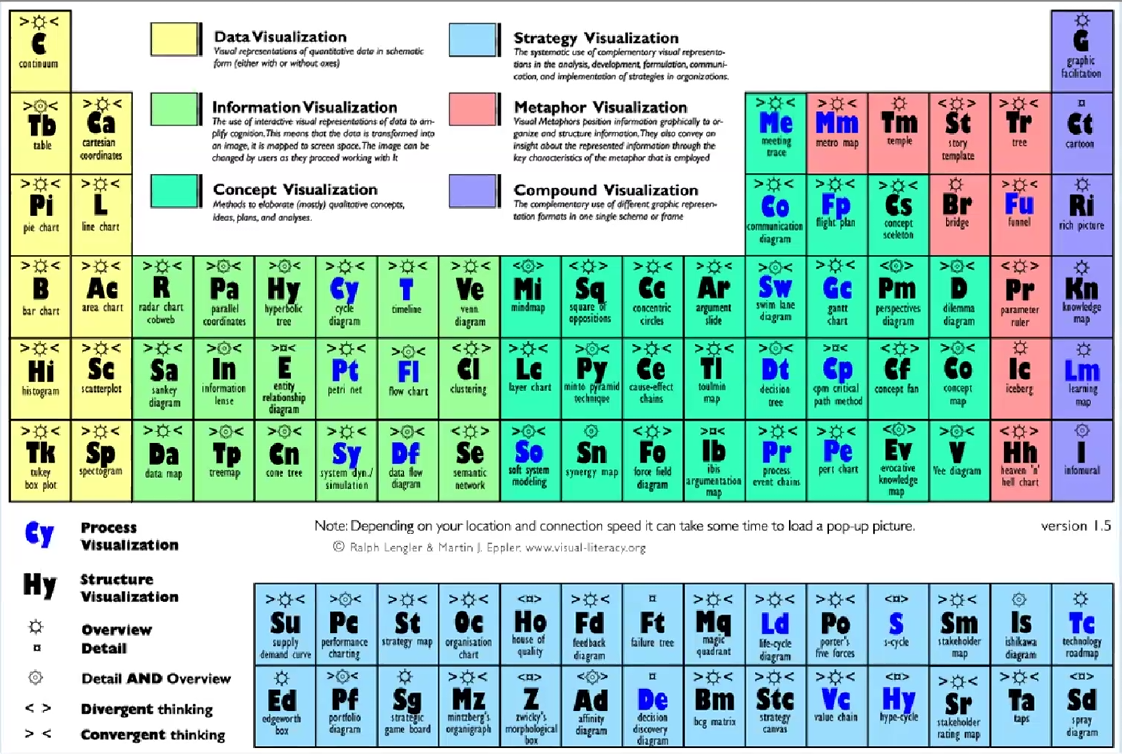 > ☼ <
C
continuum
Data Visualization
Visual representations of quantitative data in schematic
form (either with or without axes)
Strategy Visualization
The systematic use of complementary visual representa-
tions in the analysis, development, formulation, communi-
cation, and implementation of strategies in organizations.
G
graphic
facilitation
Tb
table
Ca
cartesian
coordinates
Information Visualization
The use of interactive visual representations of data to am-
plify cognition. This means that the data is transformed into
an image, it is mapped to screen space. The image can be
changed by users as they proceed working with it
Metaphor Visualization
Visual Metaphors position information graphically to or-
ganize and structure information. They also convey an
insight about the represented information through the
key characteristics of the metaphor that is employed
Me
meeting
trace
Mm
metro map
Tm
temple
St
story
template
Tr
tree
Ct
cartoon
Pi
pie chart
L
line chart
Concept Visualization
Methods to elaborate (mostly) qualitative concepts,
ideas, plans, and analyses.
Compound Visualization
The complementary use of different graphic represen-
tation formats in one single schema or frame
Co
communication
diagram
Fp
flight plan
Cs
concept
sceleton
Br
bridge
Fu
funnel
Ri
rich picture
B
bar chart
Ac
area chart
R
radar chart
cobweb
Pa
parallel
coordinates
Hy
hyperbolic
tree
Cy
cycle
diagram
T
timeline
Ve
venn
diagram
Mi
mindmap
Sq
square of
oppositions
Cc
concentric
circles
Ar
argument
slide
Sw
swim lane
diagram
Gc
gantt
chart
Pm
perspectives
diagram
D
dilemma
diagram
Pr
parameter
ruler
Kn
knowledge
map
Hi
histogram
Sc
scatterplot
Sa
sankey
diagram
In
information
lense
E
entity
relationship
diagram
Pt
petri net
Fl
flow chart
Cl
clustering
Lc
layer chart
Py
minto pyramid
technique
Ce
cause-effect
chains
Tl
toulmin
map
Dt
decision
tree
Cp
cpm critical
path method
Cf
concept fan
Co
concept
map
Ic
iceberg
Lm
learning
map
Tk
tukey
box plot
Sp
spectogram
Da
data map
Tp
treemap
Cn
cone tree
Sy
system dyn./
simulation
Df
data flow
diagram
Se
semantic
network
So
soft system
modeling
Sn
synergy map
Fo
force field
diagram
Ib
ibis
argumentation
map
Pr
process
event chains
Pe
pert chart
Ev
evocative
knowledge
map
V
Vee diagram
Hh
heaven 'n'
hell chart
I
infomural
Cy
Process
Visualization
Note: Depending on your location and connection speed it can take some time to load a pop-up picture.
version 1.5
© Ralph Lengler & Martin J. Eppler, www.visual-literacy.org
Hy
Structure
Visualization
☼ Overview
¤ Detail
Detail AND Overview
< > Divergent thinking
> < Convergent thinking
Su
supply
demand curve
Pc
performance
charting
St
strategy map
Oc
organisation
chart
Ho
house of
quality
Fd
feedback
diagram
Ft
failure tree
Mq
magic
quadrant
Ld
life-cycle
diagram
Po
porter's
five forces
S
s-cycle
Sm
stakeholder
map
Is
ishikawa
diagram
Tc
technology
roadmap
Ed
edgeworth
box
Pf
portfolio
diagram
Sg
strategic
game board
Mz
mintzberg's
organigraph
Z
zwicky's
morphological
box
Ad
affinity
diagram
De
decision
discovery
diagram
Bm
bcg matrix
Stc
strategy
canvas
Vc
value chain
Hy
hype-cycle
Sr
stakeholder
rating map
Ta
taps
Sd
spray
diagram